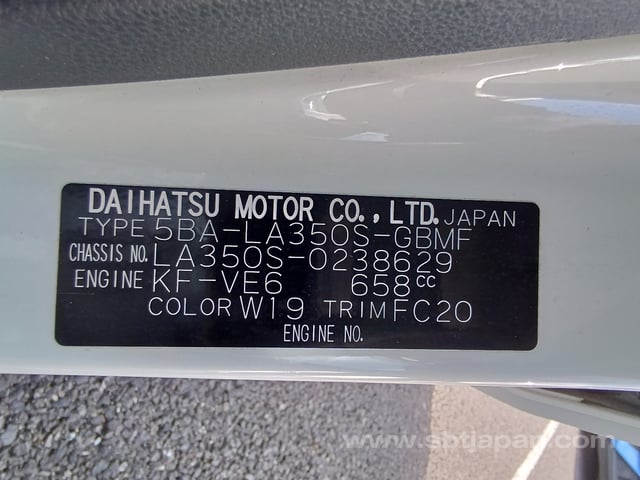 DAIHATSU MOTOR CO., LTD. JAPAN
TYPE 5BA-LA350S-GBMF
CHASSIS NO. LA350S-0238629
ENGINE KF-VE6 658cc
COLOR W19 TRIM FC20
ENGINE NO.
www.sbtjapan.com